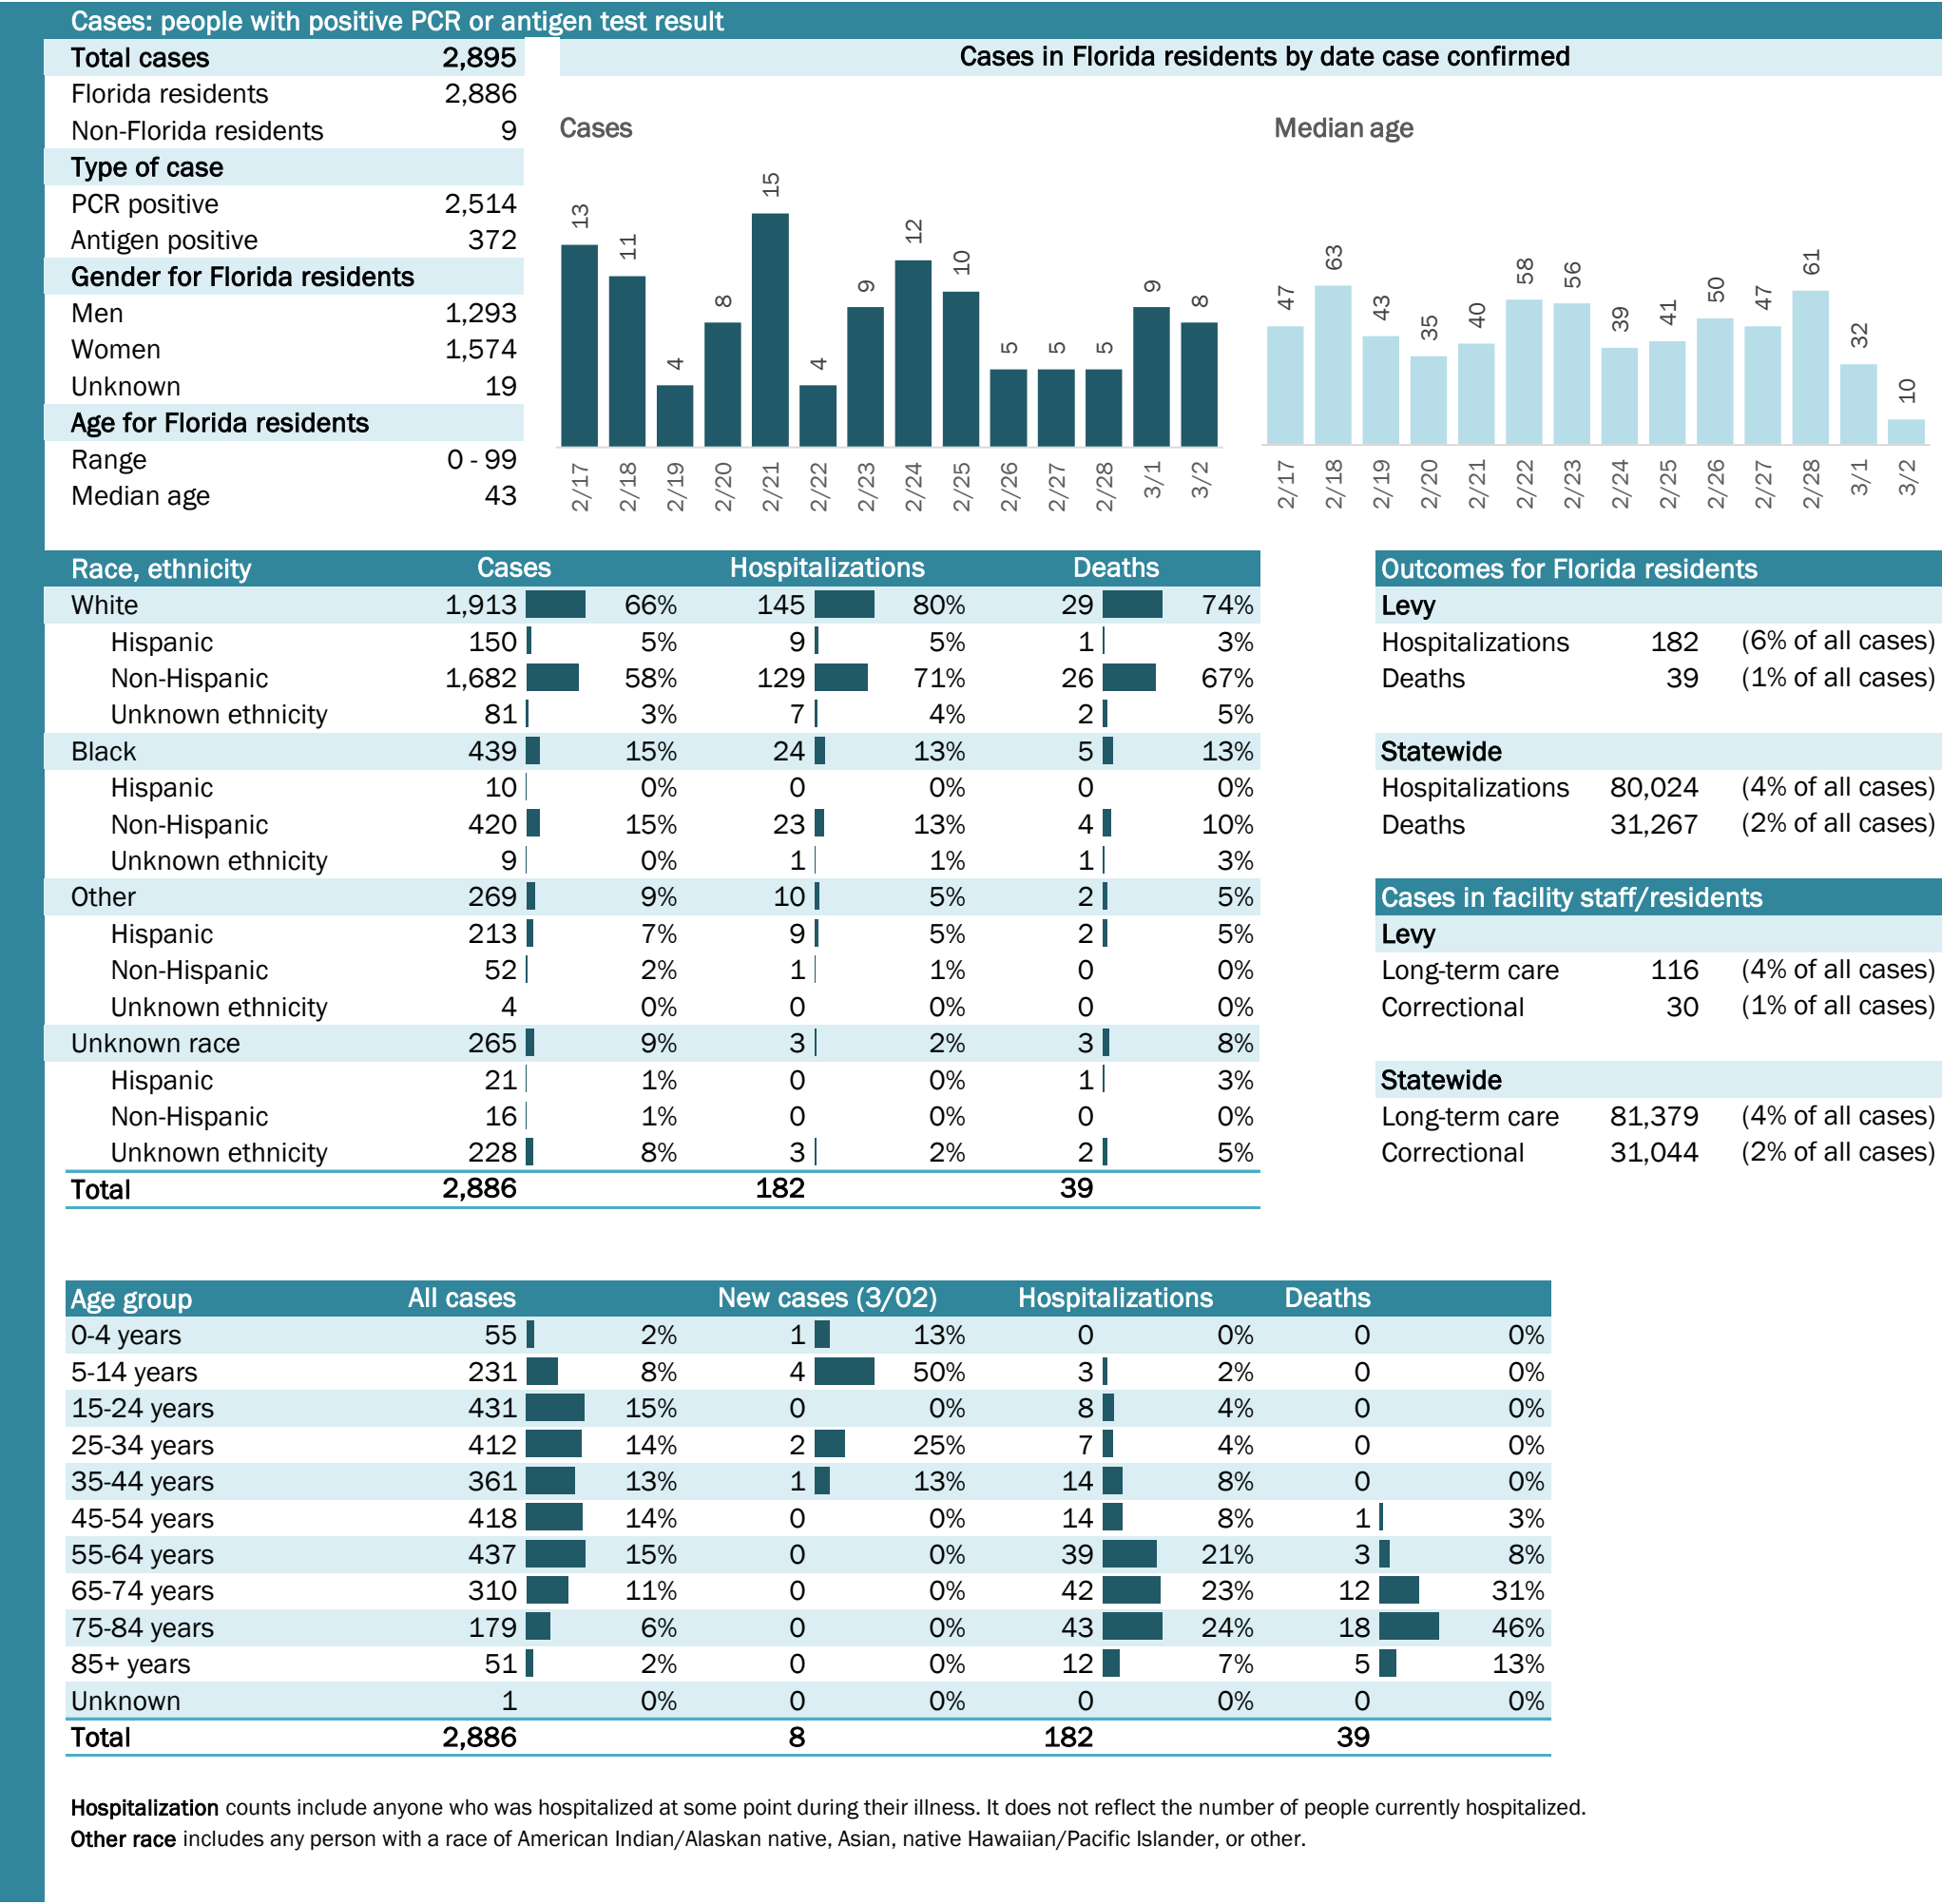 Cases: people with positive PCR or antigen test result
Total cases 2,895
Florida residents 2,886
Non-Florida residents 9
Type of case
PCR positive 2,514
Antigen positive 372
Gender for Florida residents
Men 1,293
Women 1,574
Unknown 19
Age for Florida residents
Range 0 - 99
Median age 43
Cases in Florida residents by date case confirmed
Cases
13 11 4 8 15 4 9 12 10 5 5 5 9 8
2/17 2/18 2/19 2/20 2/21 2/22 2/23 2/24 2/25 2/26 2/27 2/28 3/1 3/2
Median age
47 63 43 35 40 58 56 39 41 50 47 61 32 10
2/17 2/18 2/19 2/20 2/21 2/22 2/23 2/24 2/25 2/26 2/27 2/28 3/1 3/2
Race, ethnicity Cases Hospitalizations Deaths
White 1,913 66% 145 80% 29 74%
Hispanic 150 5% 9 5% 1 3%
Non-Hispanic 1,682 58% 129 71% 26 67%
Unknown ethnicity 81 3% 7 4% 2 5%
Black 439 15% 24 13% 5 13%
Hispanic 10 0% 0 0% 0 0%
Non-Hispanic 420 15% 23 13% 4 10%
Unknown ethnicity 9 0% 1 1% 1 3%
Other 269 9% 10 5% 2 5%
Hispanic 213 7% 9 5% 2 5%
Non-Hispanic 52 2% 1 1% 0 0%
Unknown ethnicity 4 0% 0 0% 0 0%
Unknown race 265 9% 3 2% 3 8%
Hispanic 21 1% 0 0% 1 3%
Non-Hispanic 16 1% 0 0% 0 0%
Unknown ethnicity 228 8% 3 2% 2 5%
Total 2,886 182 39
Outcomes for Florida residents
Levy
Hospitalizations 182 (6% of all cases)
Deaths 39 (1% of all cases)
Statewide
Hospitalizations 80,024 (4% of all cases)
Deaths 31,267 (2% of all cases)
Cases in facility staff/residents
Levy
Long-term care 116 (4% of all cases)
Correctional 30 (1% of all cases)
Statewide
Long-term care 81,379 (4% of all cases)
Correctional 31,044 (2% of all cases)
Age group All cases New cases (3/02) Hospitalizations Deaths
0-4 years 55 2% 1 13% 0 0% 0 0%
5-14 years 231 8% 4 50% 3 2% 0 0%
15-24 years 431 15% 0 0% 8 4% 0 0%
25-34 years 412 14% 2 25% 7 4% 0 0%
35-44 years 361 13% 1 13% 14 8% 0 0%
45-54 years 418 14% 0 0% 14 8% 1 3%
55-64 years 437 15% 0 0% 39 21% 3 8%
65-74 years 310 11% 0 0% 42 23% 12 31%
75-84 years 179 6% 0 0% 43 24% 18 46%
85+ years 51 2% 0 0% 12 7% 5 13%
Unknown 1 0% 0 0% 0 0% 0 0%
Total 2,886 8 182 39
Hospitalization counts include anyone who was hospitalized at some point during their illness. It does not reflect the number of people currently hospitalized.
Other race includes any person with a race of American Indian/Alaskan native, Asian, native Hawaiian/Pacific Islander, or other.